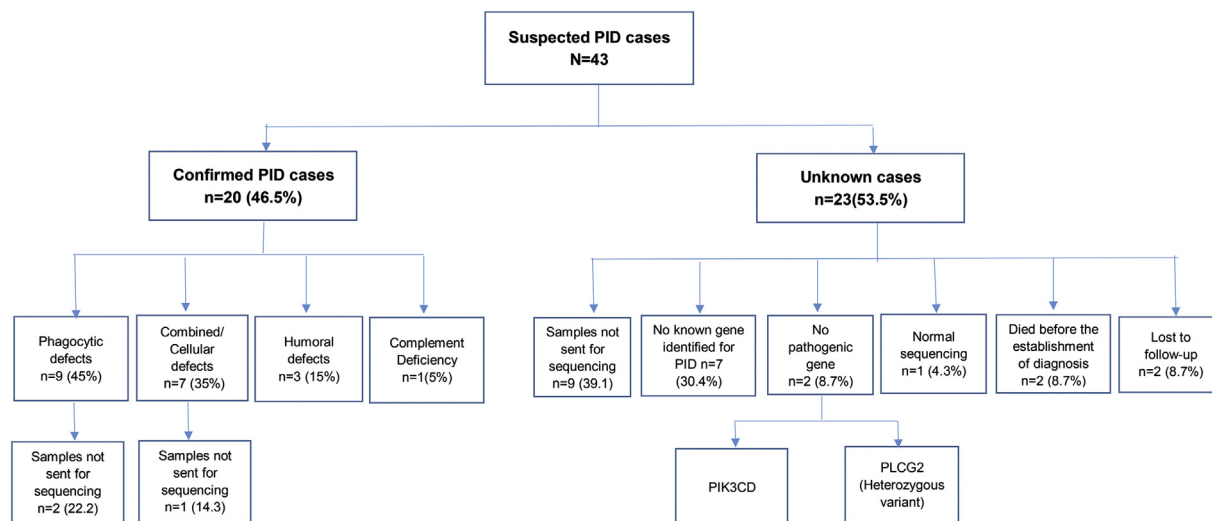 Suspected PID cases
N=43
Confirmed PID cases
n=20 (46.5%)
Unknown cases
n=23(53.5%)
Phagocytic
defects
n=9 (45%)
Combined/
Cellular
defects
n=7 (35%)
Humoral
defects
n=3 (15%)
Complement
Deficiency
n=1(5%)
Samples not
sent for
sequencing
n=9 (39.1)
No known gene
identified for
PID n=7
(30.4%)
No
pathogenic
gene
n=2 (8.7%)
Normal
sequencing
n=1 (4.3%)
Died before the
establishment
of diagnosis
n=2 (8.7%)
Lost to
follow-up
n=2 (8.7%)
Samples not
sent for
sequencing
n=2 (22.2)
Samples not
sent for
sequencing
n=1 (14.3)
PIK3CD
PLCG2
(Heterozygous
variant)